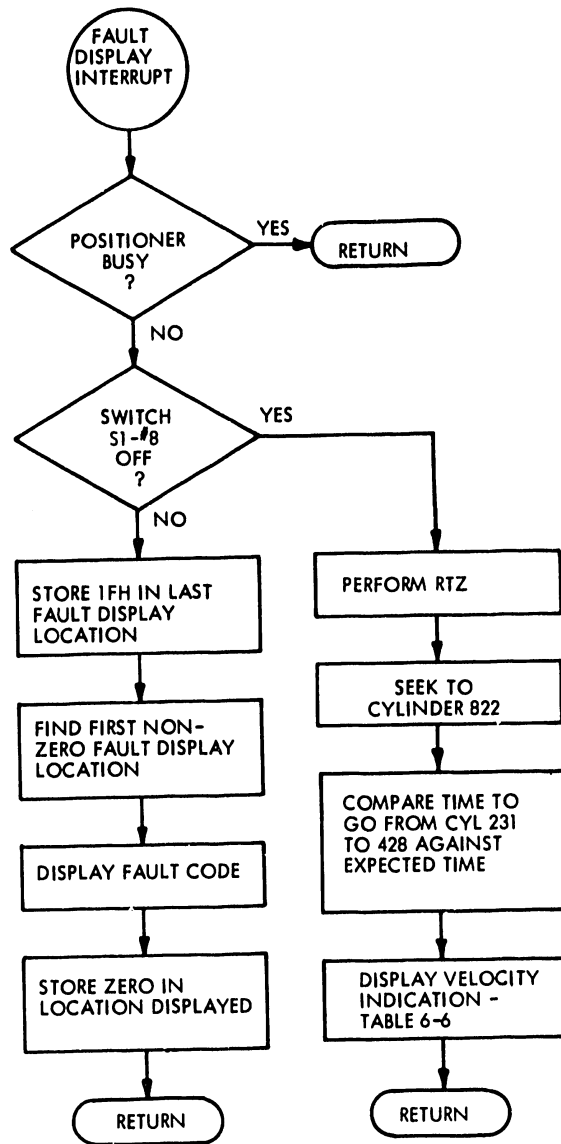 FAULT
DISPLAY
INTERRUPT
POSITIONER
BUSY
?
YES
RETURN
NO
SWITCH
S1-#8
OFF
?
YES
NO
STORE 1FH IN LAST
FAULT DISPLAY
LOCATION
FIND FIRST NON-
ZERO FAULT DISPLAY
LOCATION
DISPLAY FAULT CODE
STORE ZERO IN
LOCATION DISPLAYED
RETURN
PERFORM RTZ
SEEK TO
CYLINDER 822
COMPARE TIME TO
GO FROM CYL 231
TO 428 AGAINST
EXPECTED TIME
DISPLAY VELOCITY
INDICATION -
TABLE 6-6
RETURN